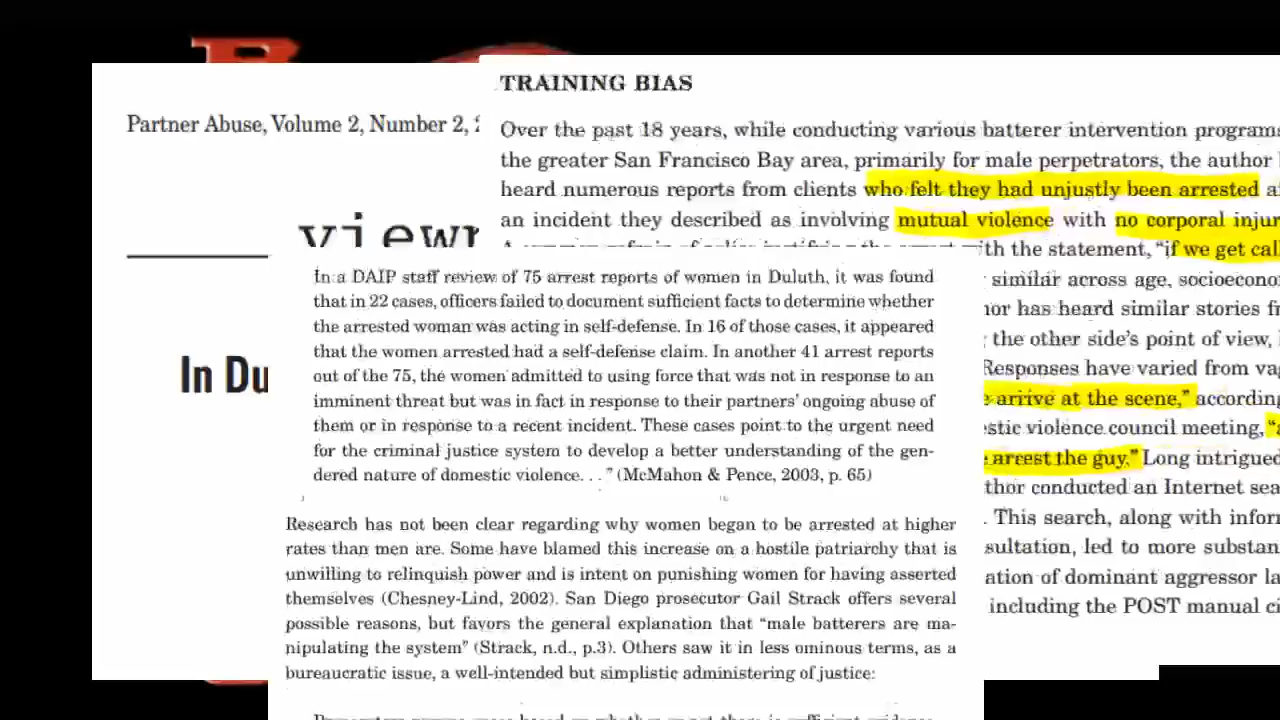 Partner Abuse, Volume 2, Number 2,
viewp
In Du
TRAINING BIAS
Over the past 18 years, while conducting various batterer intervention programs
the greater San Francisco Bay area, primarily for male perpetrators, the author
heard numerous reports from clients who felt they had unjustly been arrested
an incident they described as involving mutual violence with no corporal injur
th the statement, “if we get call
similar across age, socioecono
or has heard similar stories fr
the other side’s point of view,
Responses have varied from vag
arrive at the scene,” according
stic violence council meeting, “a
arrest the guy.” Long intrigued
thor conducted an Internet sea
. This search, along with inforn
sultation, led to more substan
ation of dominant aggressor la
including the POST manual ci
In a DAIP staff review of 75 arrest reports of women in Duluth, it was found
that in 22 cases, officers failed to document sufficient facts to determine whether
the arrested woman was acting in self-defense. In 16 of those cases, it appeared
that the women arrested had a self-defense claim. In another 41 arrest reports
out of the 75, the women admitted to using force that was not in response to an
imminent threat but was in fact in response to their partners’ ongoing abuse of
them or in response to a recent incident. These cases point to the urgent need
for the criminal justice system to develop a better understanding of the gen-
dered nature of domestic violence. . .” (McMahon & Pence, 2003, p. 65)
Research has not been clear regarding why women began to be arrested at higher
rates than men are. Some have blamed this increase on a hostile patriarchy that is
unwilling to relinquish power and is intent on punishing women for having asserted
themselves (Chesney-Lind, 2002). San Diego prosecutor Gail Strack offers several
possible reasons, but favors the general explanation that “male batterers are ma-
nipulating the system” (Strack, n.d., p.3). Others saw it in less ominous terms, as a
bureaucratic issue, a well-intended but simplistic administering of justice: